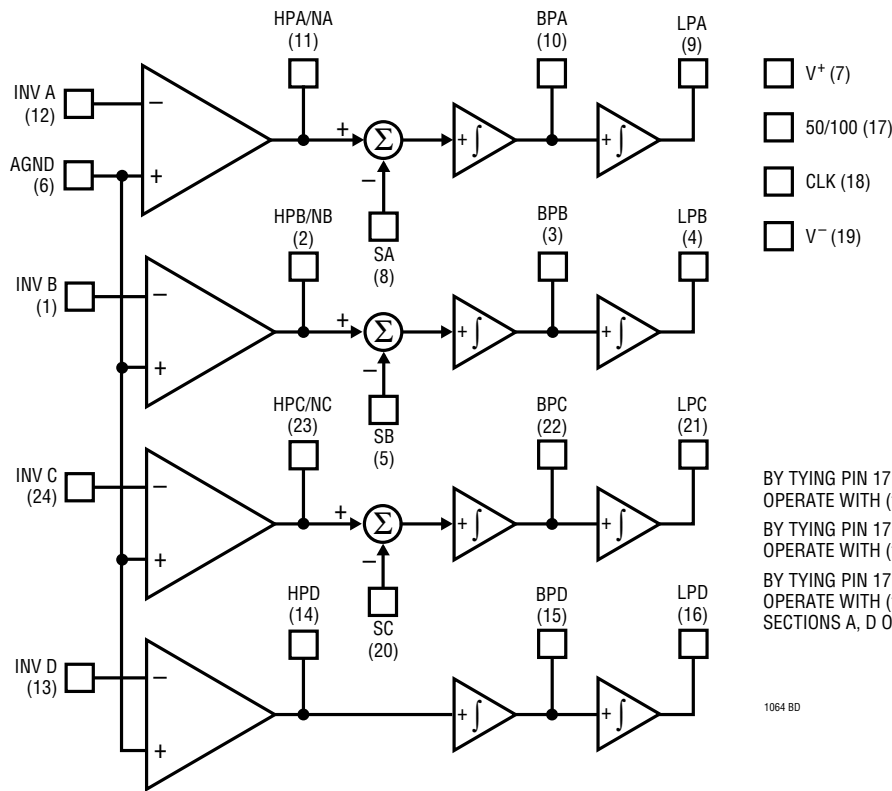 HPA/NA
(11)
BPA
(10)
LPA
(9)
INV A
(12)
−
+
AGND
(6)
+
Σ
−
+ ∫
+ ∫
SA
(8)
V+ (7)
50/100 (17)
CLK (18)
V− (19)
HPB/NB
(2)
BPB
(3)
LPB
(4)
INV B
(1)
−
+
+
Σ
−
+ ∫
+ ∫
SB
(5)
HPC/NC
(23)
BPC
(22)
LPC
(21)
INV C
(24)
−
+
+
Σ
−
+ ∫
+ ∫
SC
(20)
HPD
(14)
BPD
(15)
LPD
(16)
INV D
(13)
−
+
+ ∫
+ ∫
BY TYING PIN 17
OPERATE WITH (
BY TYING PIN 17
OPERATE WITH (
BY TYING PIN 17
OPERATE WITH (
SECTIONS A, D O
1064 BD